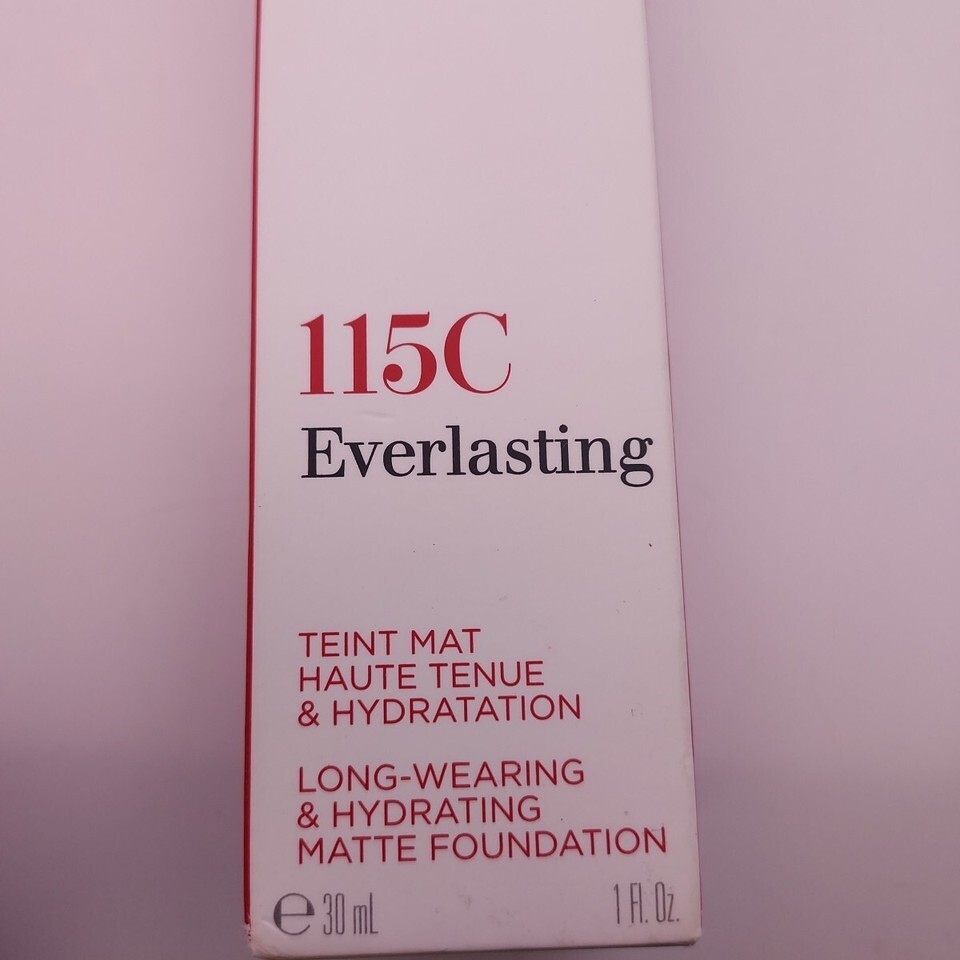 115C
Everlasting
TEINT MAT
HAUTE TENUE
& HYDRATATION
LONG-WEARING
& HYDRATING
MATTE FOUNDATION
℮ 30 mL 1 Fl. Oz.